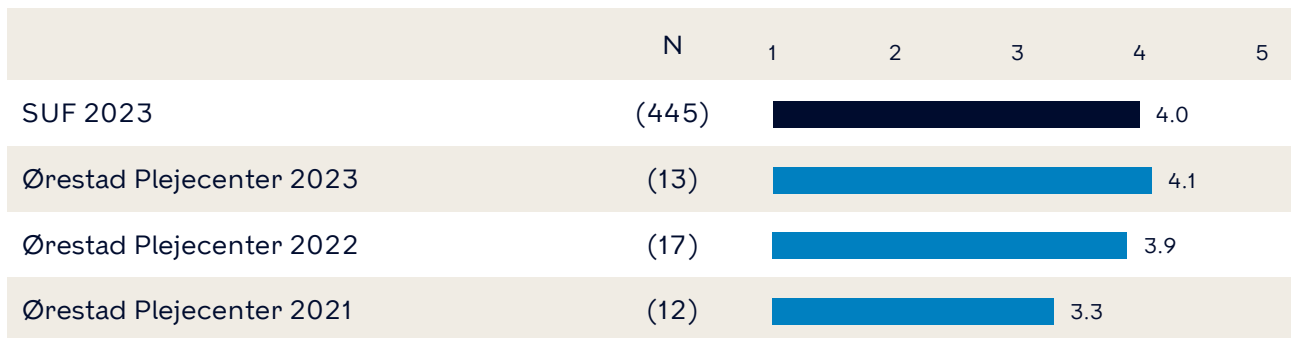 N 1 2 3 4 5
SUF 2023 (445) 4.0
Ørestad Plejecenter 2023 (13) 4.1
Ørestad Plejecenter 2022 (17) 3.9
Ørestad Plejecenter 2021 (12) 3.3